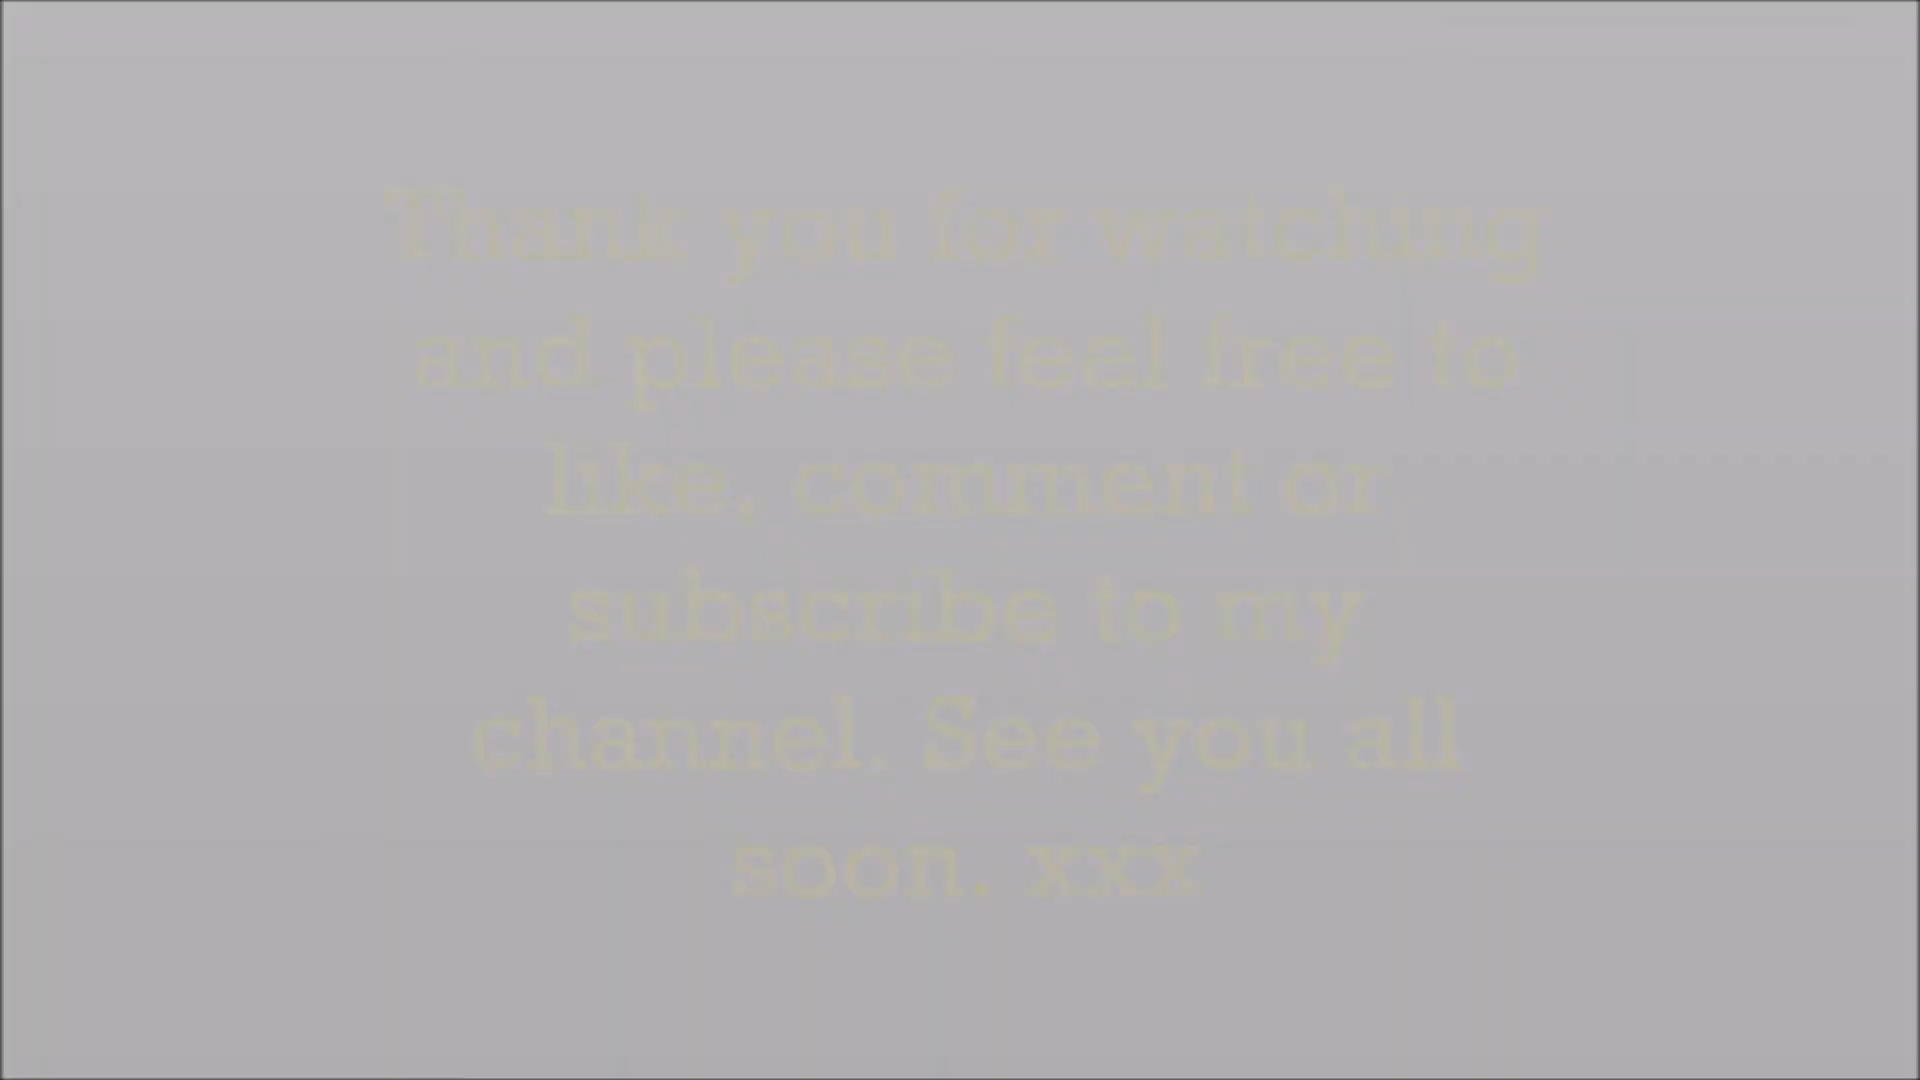 Thank you for watching
and please feel free to
like, comment or
subscribe to my
channel. See you all
soon. xxx